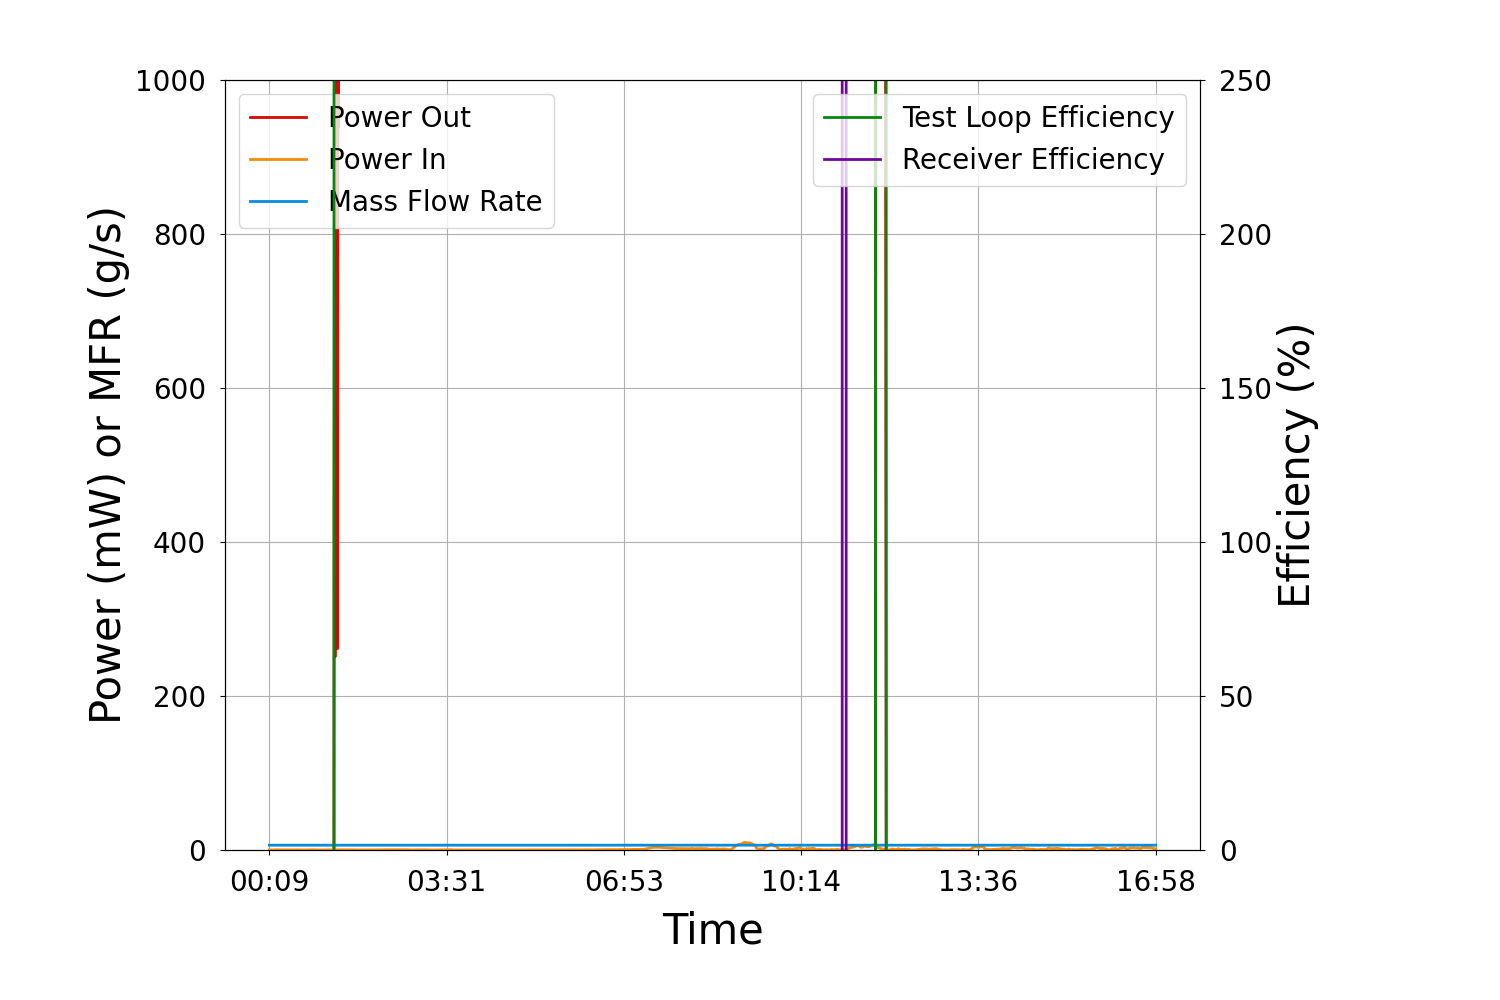 1000
800
600
400
200
0
Power (mW) or MFR (g/s)
Power Out
Power In
Mass Flow Rate
Test Loop Efficiency
Receiver Efficiency
250
200
150
100
50
0
Efficiency (%)
00:09 03:31 06:53 10:14 13:36 16:58
Time